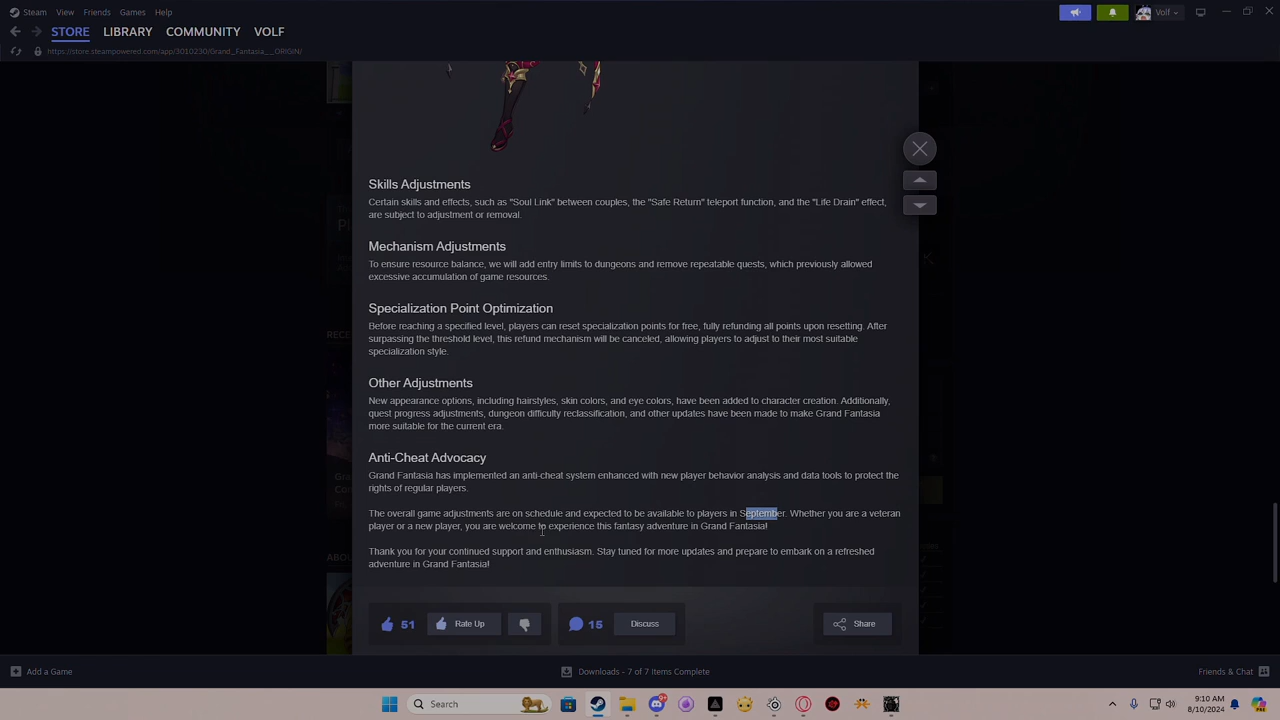 Steam View Friends Games Help
Volf
STORE LIBRARY COMMUNITY VOLF
https://store.steampowered.com/app/3010230/Grand_Fantasia__ORIGIN/
Skills Adjustments
Certain skills and effects, such as "Soul Link" between couples, the "Safe Return" teleport function, and the "Life Drain" effect,
are subject to adjustment or removal.
Mechanism Adjustments
To ensure resource balance, we will add entry limits to dungeons and remove repeatable quests, which previously allowed
excessive accumulation of game resources.
Specialization Point Optimization
Before reaching a specified level, players can reset specialization points for free, fully refunding all points upon resetting. After
surpassing the threshold level, this refund mechanism will be canceled, allowing players to adjust to their most suitable
specialization style.
Other Adjustments
New appearance options, including hairstyles, skin colors, and eye colors, have been added to character creation. Additionally,
quest progress adjustments, dungeon difficulty reclassification, and other updates have been made to make Grand Fantasia
more suitable for the current era.
Anti-Cheat Advocacy
Grand Fantasia has implemented an anti-cheat system enhanced with new player behavior analysis and data tools to protect the
rights of regular players.
The overall game adjustments are on schedule and expected to be available to players in September. Whether you are a veteran
player or a new player, you are welcome to experience this fantasy adventure in Grand Fantasia!
Thank you for your continued support and enthusiasm. Stay tuned for more updates and prepare to embark on a refreshed
adventure in Grand Fantasia!
51 Rate Up 15 Discuss Share
Add a Game Downloads - 7 of 7 Items Complete Friends & Chat
Search
9:10 AM
8/10/2024